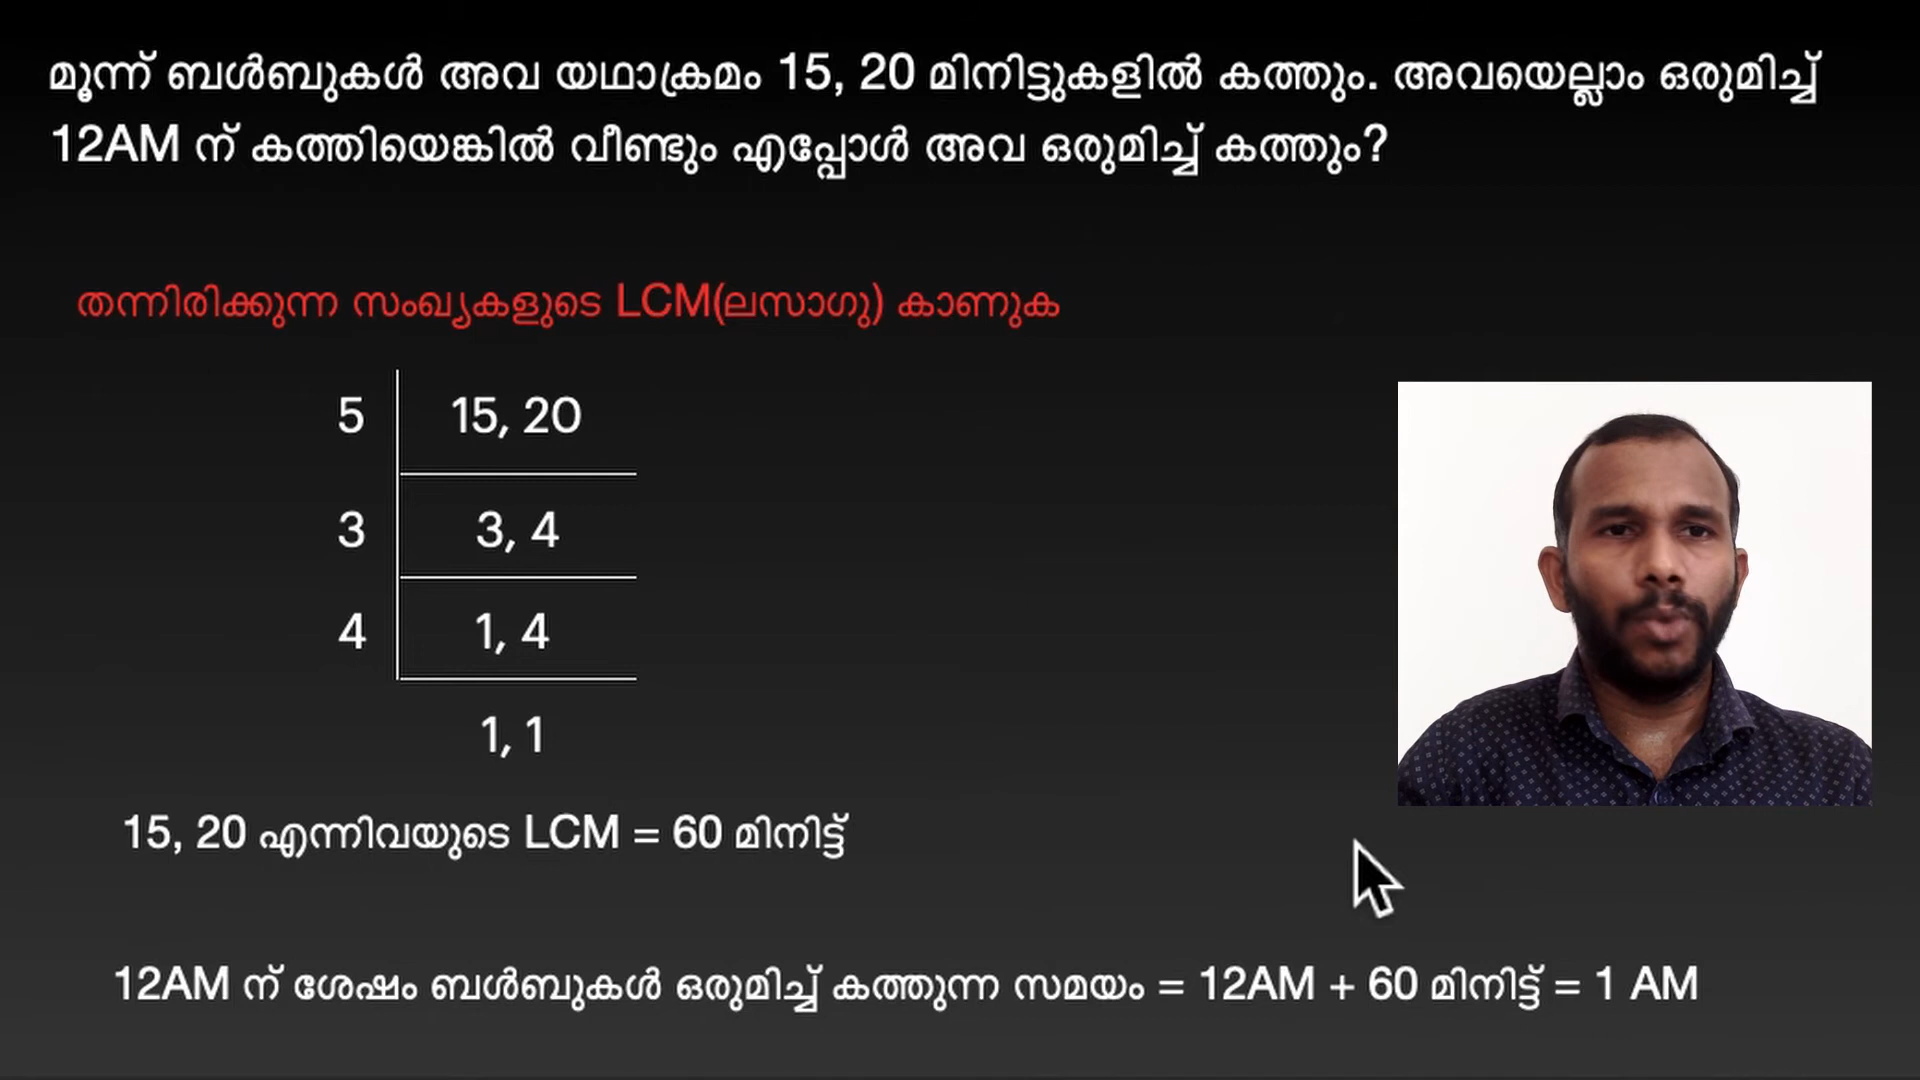 മൂന്ന് ബൾബുകൾ അവ യഥാക്രമം 15, 20 മിനിട്ടുകളിൽ കത്തും. അവയെല്ലാം ഒരുമിച്ച്
12AM ന് കത്തിയെങ്കിൽ വീണ്ടും എപ്പോൾ അവ ഒരുമിച്ച് കത്തും?
തന്നിരിക്കുന്ന സംഖ്യകളുടെ LCM(ലസാഗു) കാണുക
5 15, 20
3 3, 4
4 1, 4
1, 1
15, 20 എന്നിവയുടെ LCM = 60 മിനിട്ട്
12AM ന് ശേഷം ബൾബുകൾ ഒരുമിച്ച് കത്തുന്ന സമയം = 12AM + 60 മിനിട്ട് = 1 AM